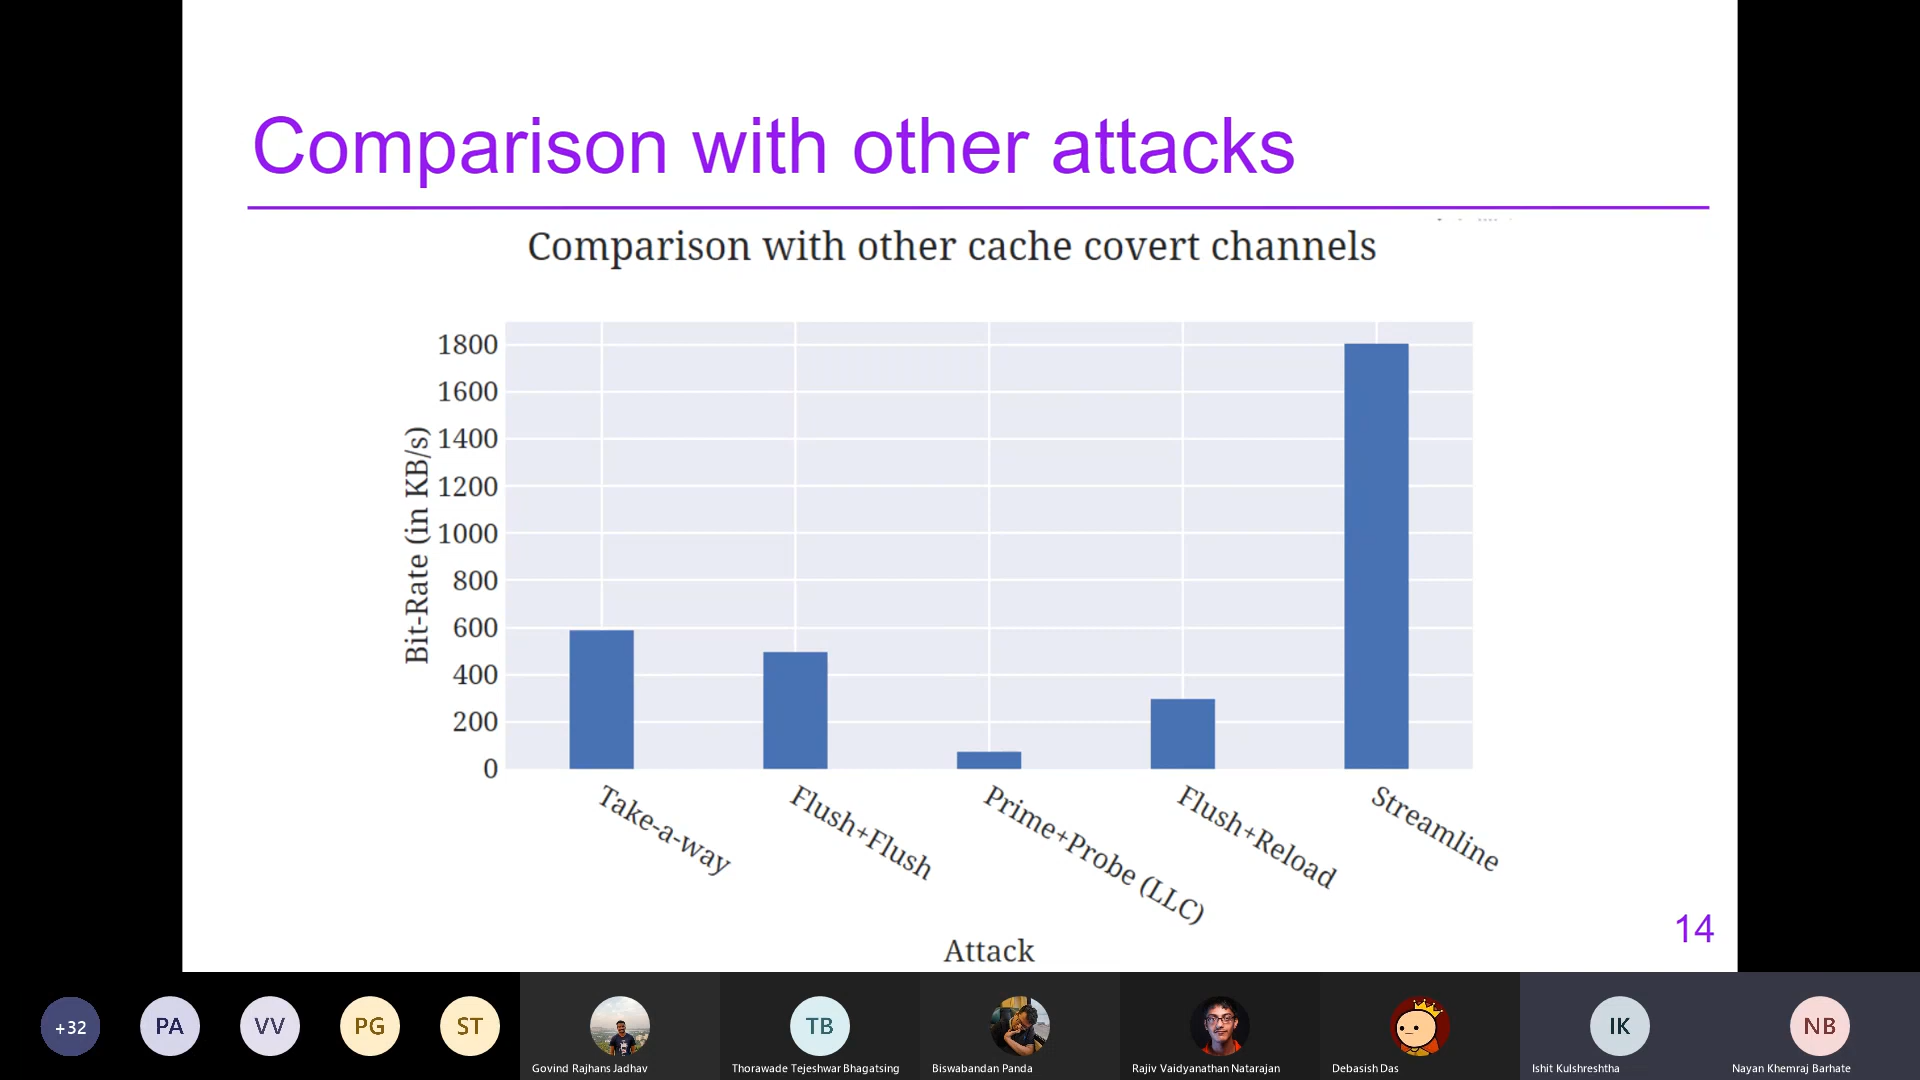 Comparison with other attacks
Comparison with other cache covert channels
1800
1600
1400
1200
1000
800
600
400
200
0
Bit-Rate (in KB/s)
Take-a-way
Flush+Flush
Prime+Probe (LLC)
Flush+Reload
Streamline
Attack
14
+32
PA
VV
PG
ST
Govind Rajhans Jadhav
TB
Thorawade Tejeshwar Bhagatsing
Biswabandan Panda
Rajiv Vaidyanathan Natarajan
Debasish Das
IK
Ishit Kulshreshtha
NB
Nayan Khemraj Barhate